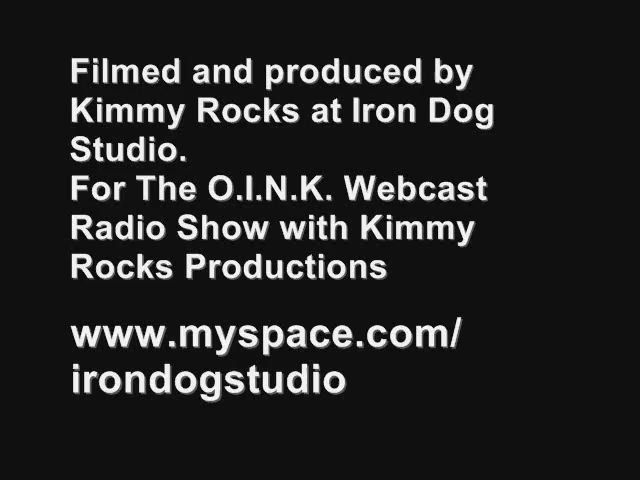 Filmed and produced by
Kimmy Rocks at Iron Dog
Studio.
For The O.I.N.K. Webcast
Radio Show with Kimmy
Rocks Productions
www.myspace.com/
irondogstudio